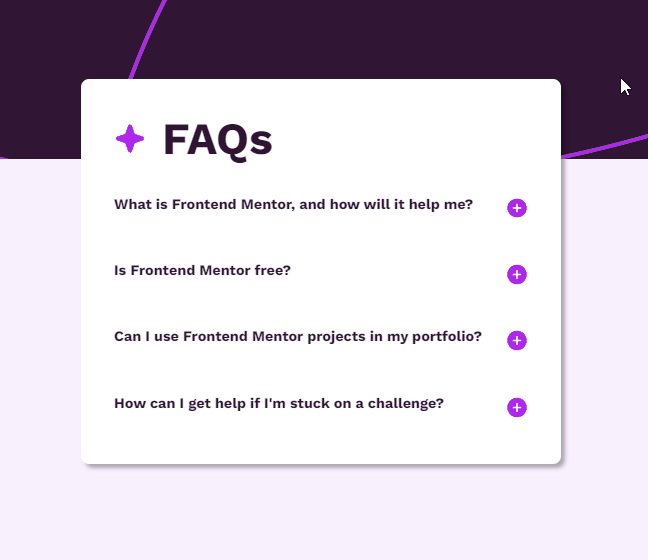 FAQs
What is Frontend Mentor, and how will it help me?
Is Frontend Mentor free?
Can I use Frontend Mentor projects in my portfolio?
How can I get help if I'm stuck on a challenge?